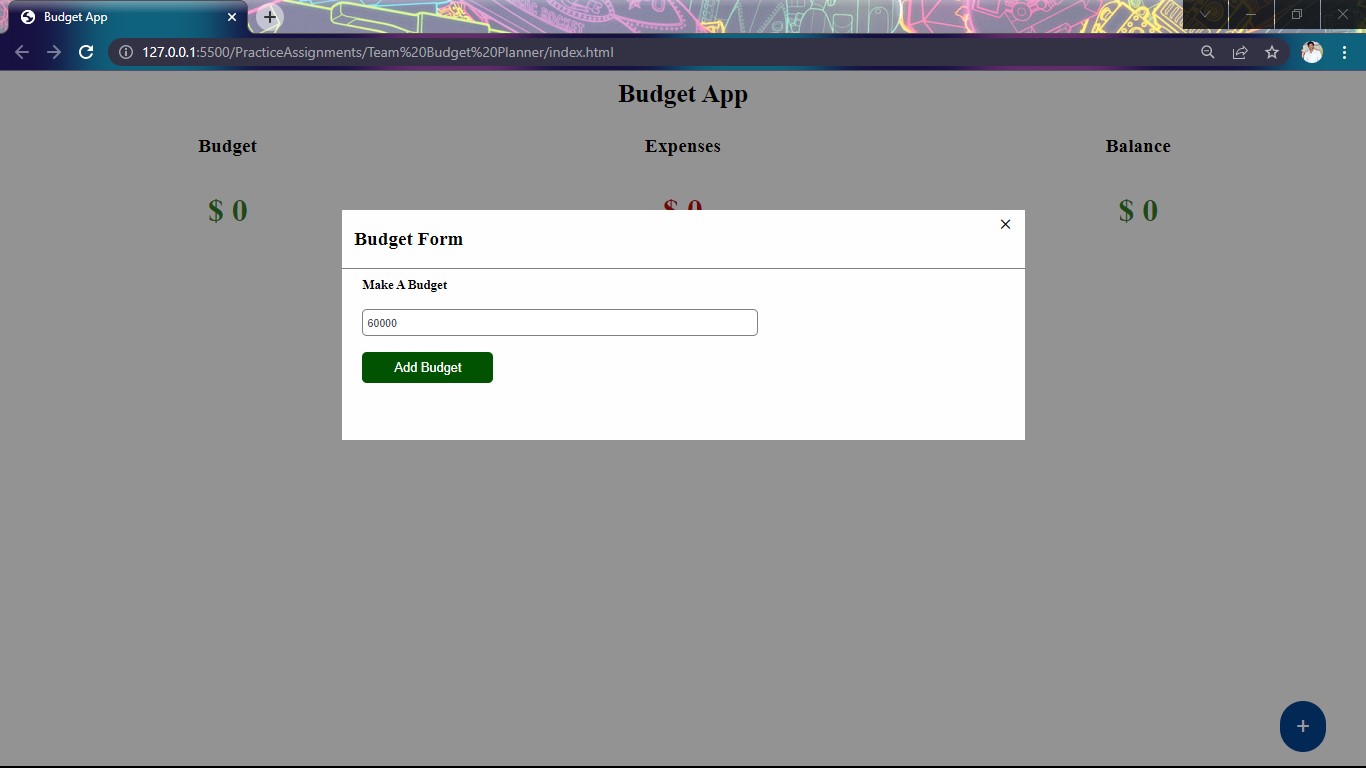 Budget App
127.0.0.1:5500/PracticeAssignments/Team%20Budget%20Planner/index.html
Budget App
Budget Expenses Balance
$ 0 $ 0 $ 0
Budget Form
Make A Budget
60000
Add Budget
+